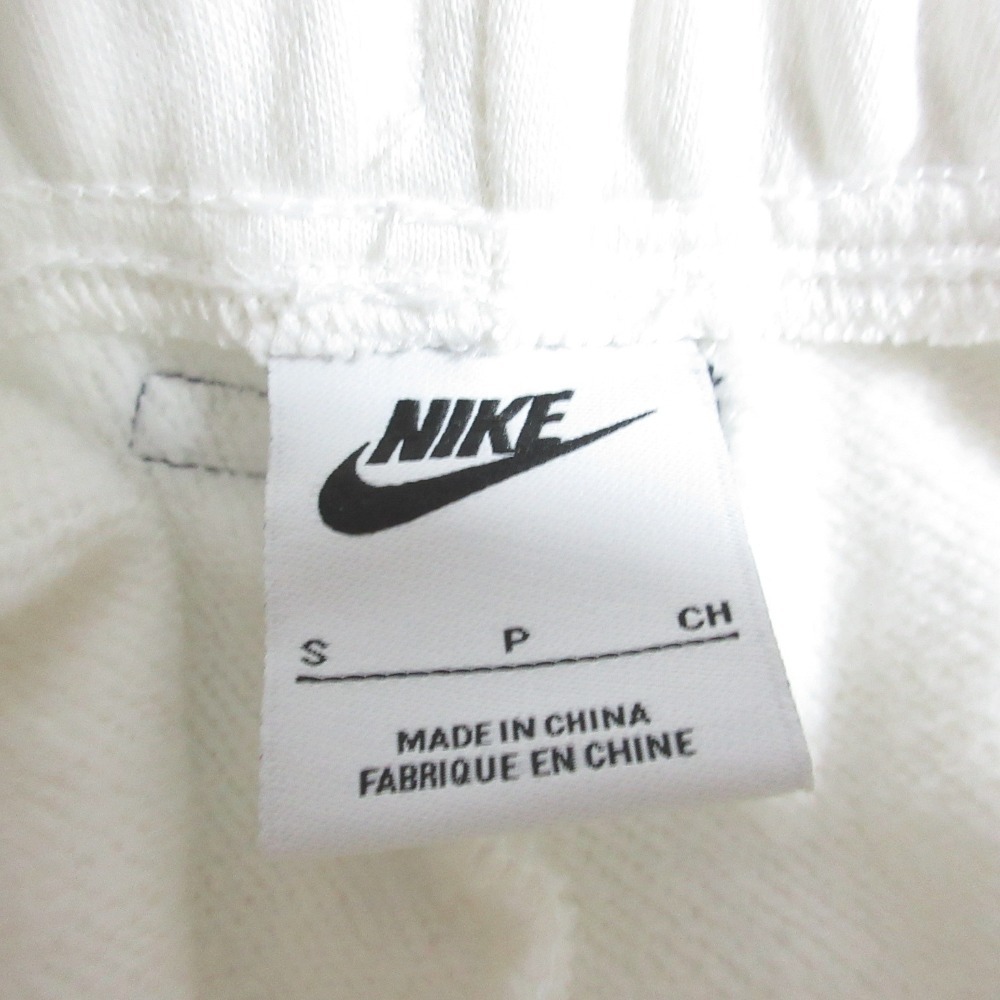 NIKE
S P CH
MADE IN CHINA
FABRIQUE EN CHINE